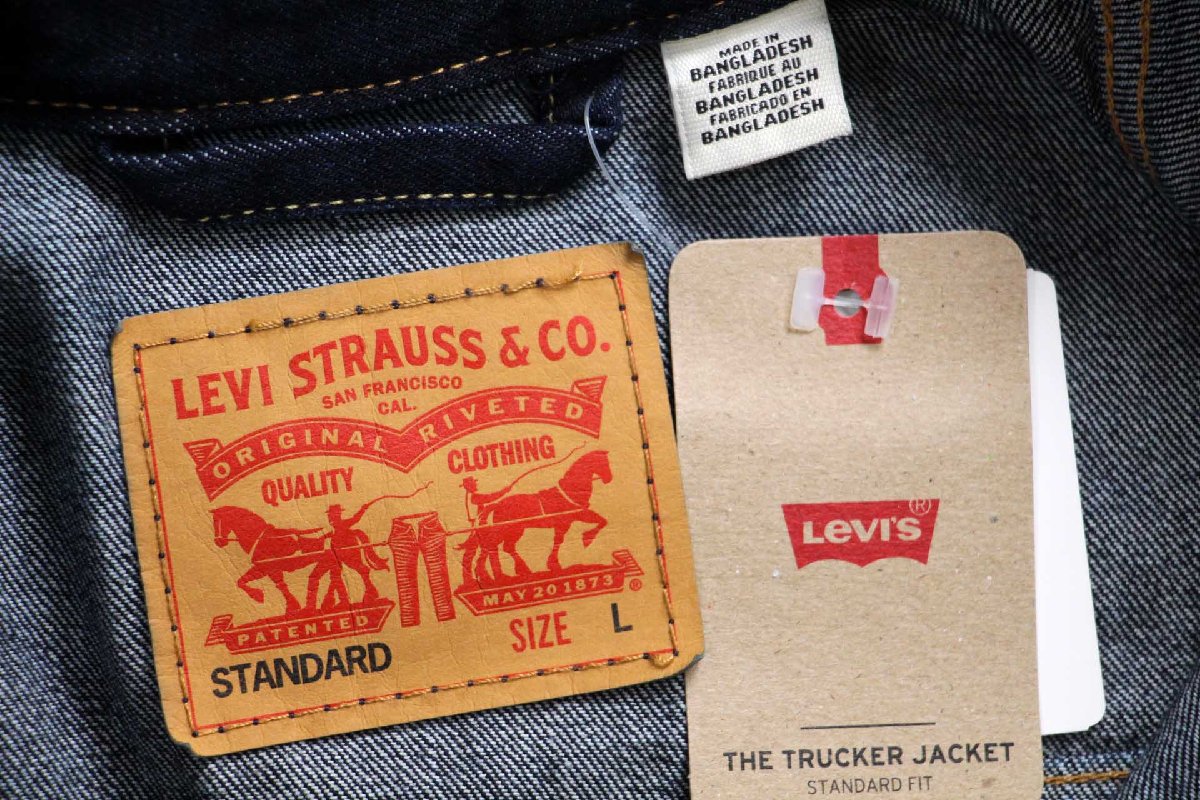 MADE IN
BANGLADESH
FABRIQUE AU
BANGLADESH
FABRICADO EN
BANGLADESH
LEVI STRAUSS & CO.
SAN FRANCISCO
CAL.
ORIGINAL RIVETED
QUALITY CLOTHING
PATENTED MAY 20 1873 ®
STANDARD SIZE L
LEVI'S ®
THE TRUCKER JACKET
STANDARD FIT